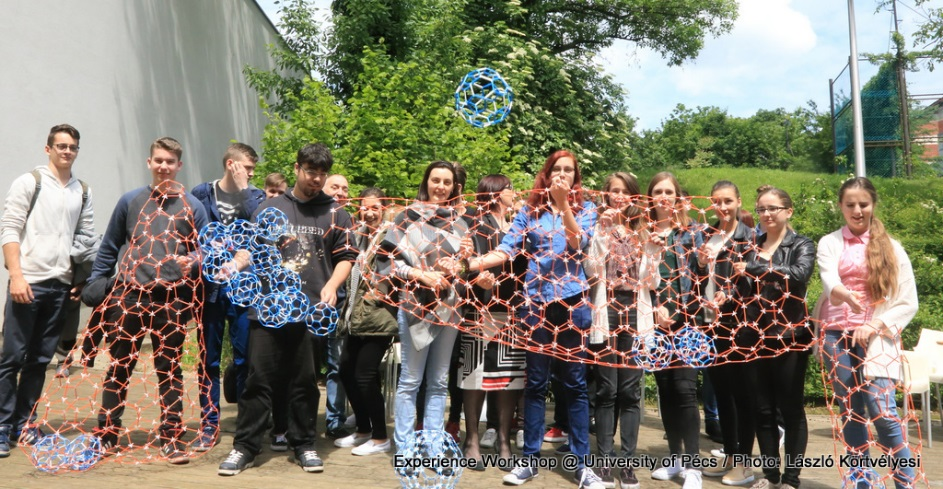 Experience Workshop @ University of Pécs / Photo: László Körtvélyesi